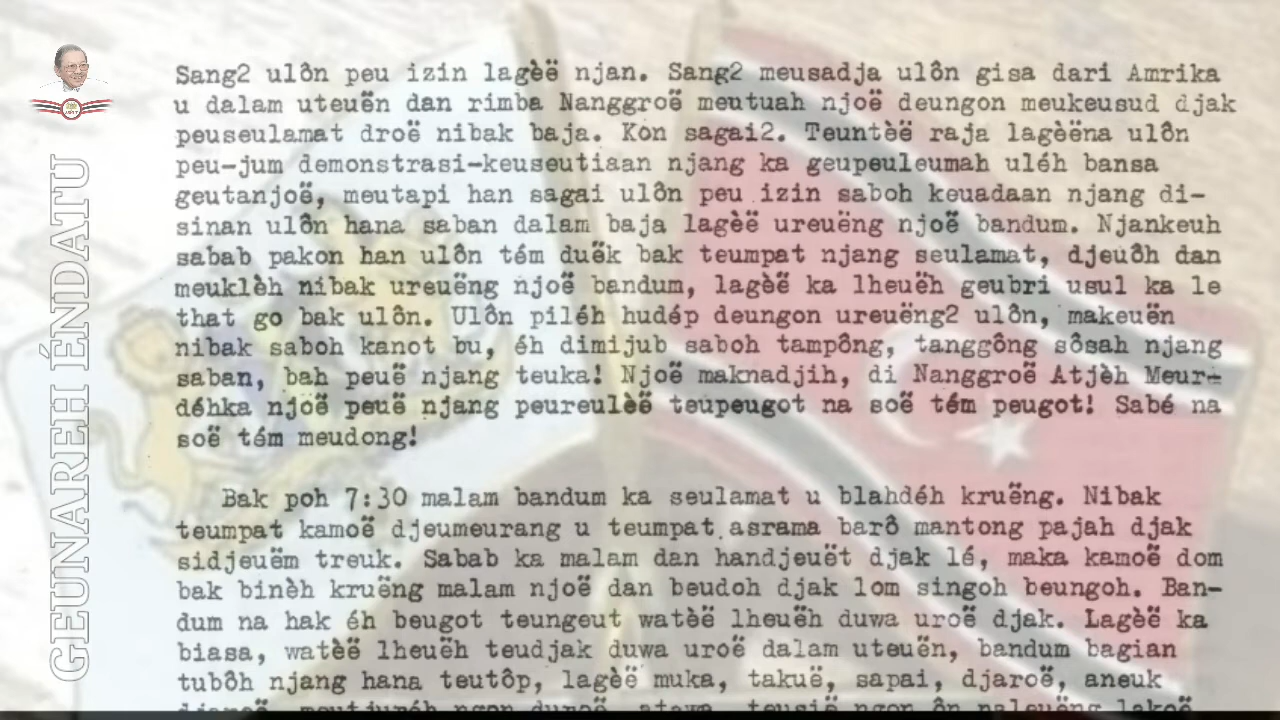 GEUNAREH ÉNDATU
Sang2 ulôn peu izin lagèë njan. Sang2 meusadja ulôn gisa dari Amrika
u dalam uteuën dan rimba Nanggroë meutuah njoë deungon meukeusud djak
peuseulamat droë nibak baja. Kon sagai2. Teuntèë raja lagèëna ulôn
peu-jum demonstrasi-keuseutiaan njang ka geupeuleumah uléh bansa
geutanjoë, meutapi han sagai ulôn peu izin saboh keuadaan njang di-
sinan ulôn hana saban dalam baja lagèë ureuëng njoë bandum. Njankeuh
sabab pakon han ulôn tém duëk bak teumpat njang seulamat, djeuôh dan
meuklèh nibak ureuëng njoë bandum, lagèë ka lheuëh geubri usul ka le
that go bak ulôn. Ulôn piléh hudép deungon ureuëng2 ulôn, makeuën
nibak saboh kanot bu, éh dimijub saboh tampông, tanggông sôsah njang
saban, bah peuë njang teuka! Njoë maknadjih, di Nanggroë Atjèh Meur-
déhka njoë peuë njang peureulèë teupeugot na soë tém peugot! Sabé na
soë tém meudong!
Bak poh 7:30 malam bandum ka seulamat u blahdéh kruëng. Nibak
teumpat kamoë djeumeurang u teumpat asrama barô mantong pajah djak
sidjeuëm treuk. Sabab ka malam dan handjeuët djak lé, maka kamoë dom
bak binèh kruëng malam njoë dan beudoh djak lom singoh beungoh. Ban-
dum na hak éh beugot teungeut watèë lheuëh duwa uroë djak. Lagèë ka
biasa, watèë lheuëh teudjak duwa uroë dalam uteuën, bandum bagian
tubôh njang hana teutôp, lagèë muka, takuë, sapai, djaroë, aneuk